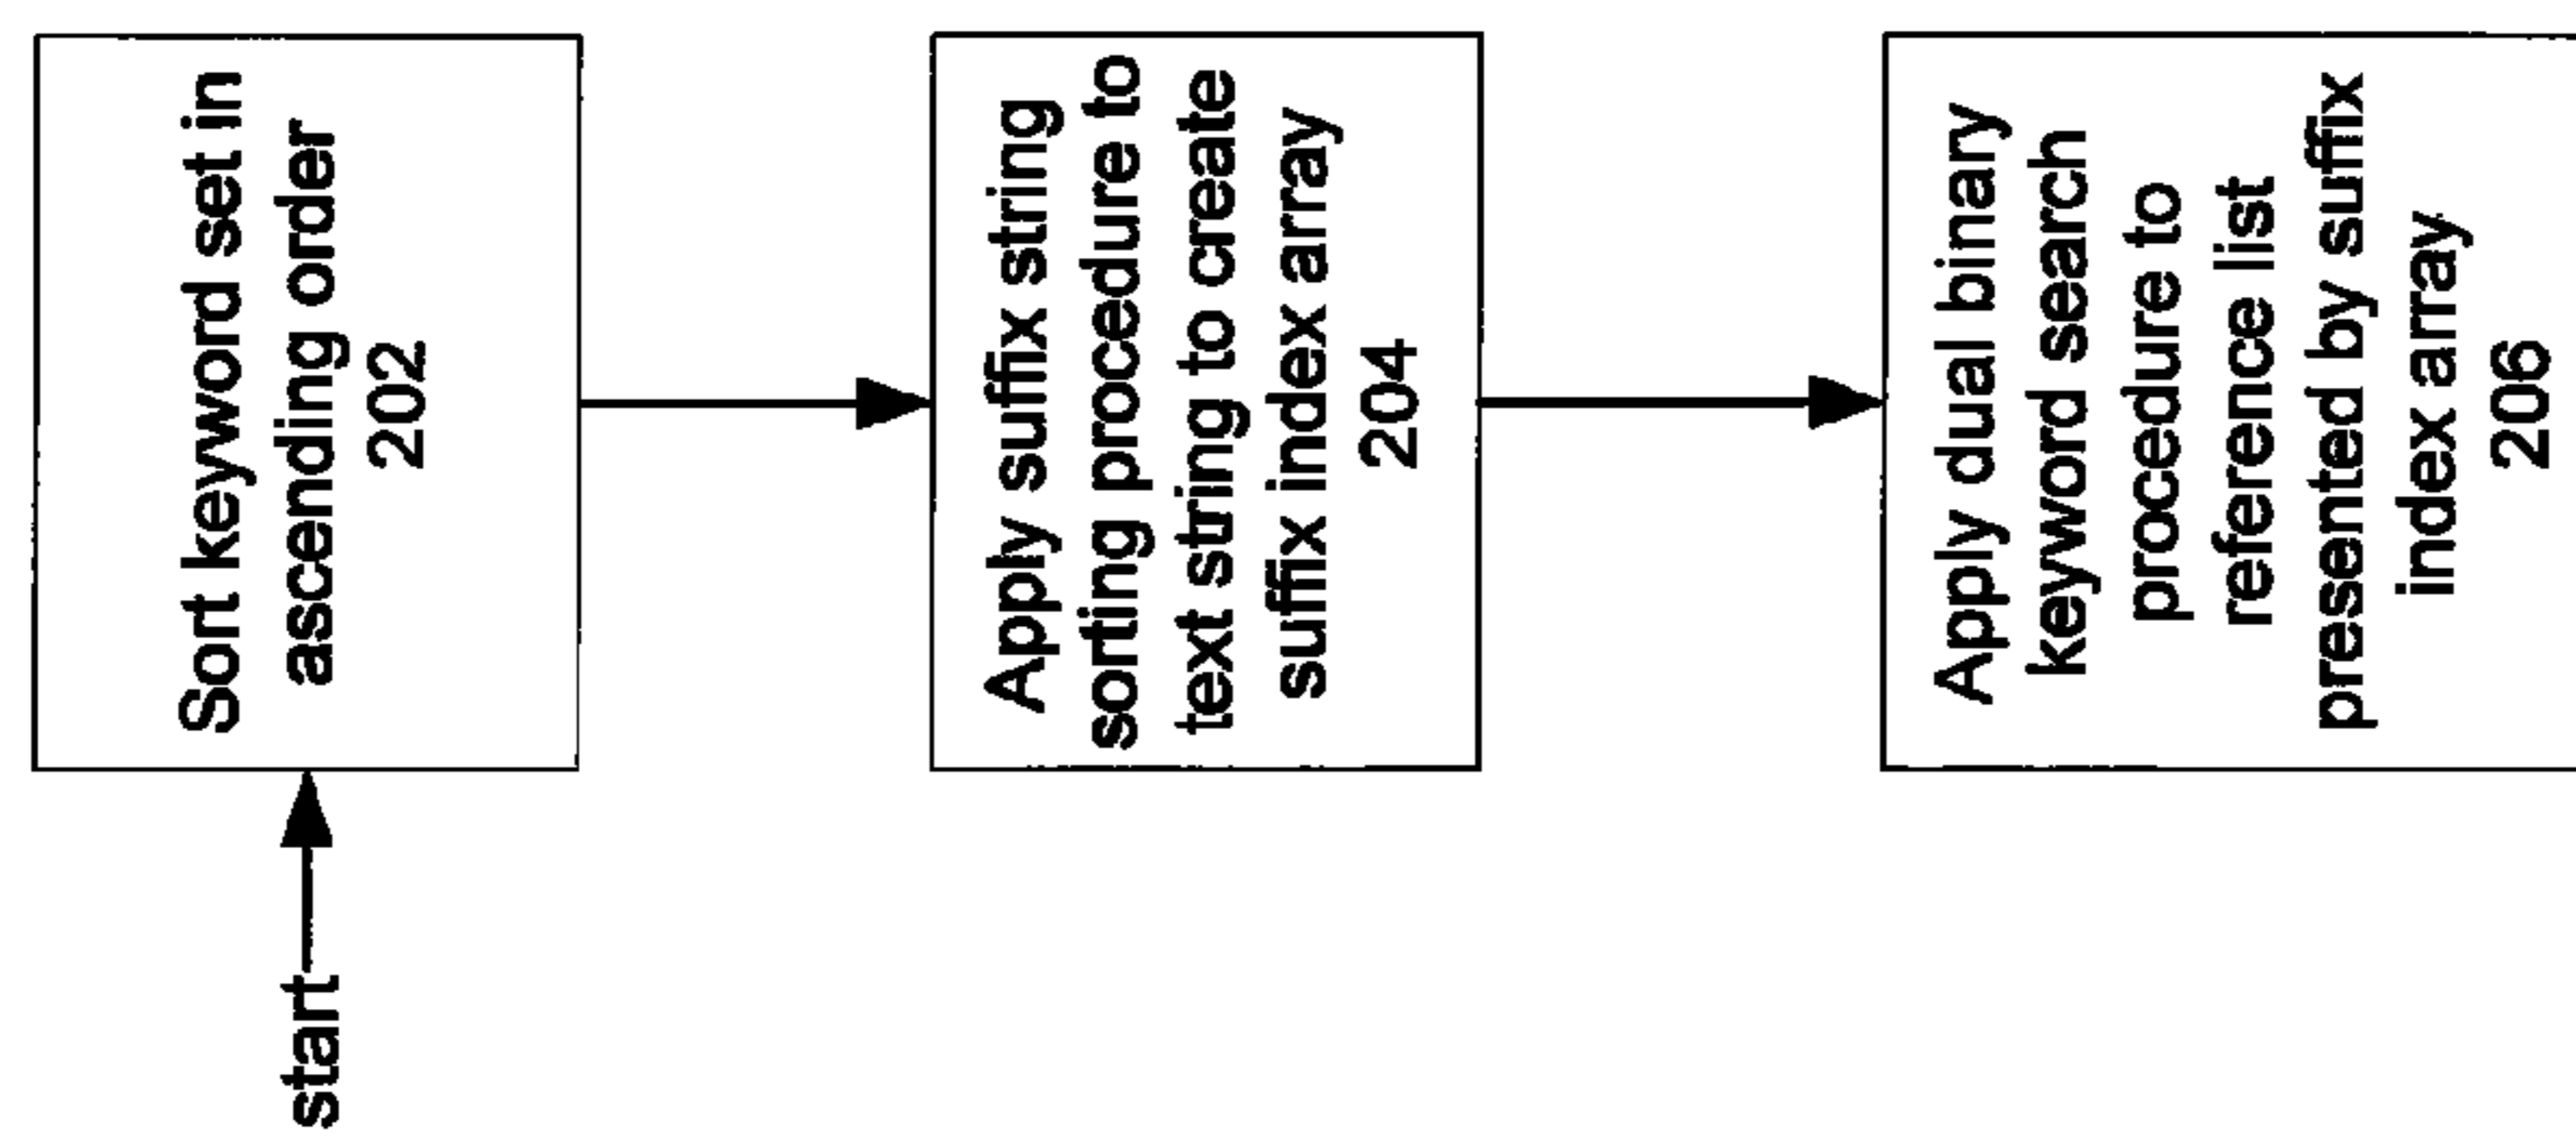 start
Sort keyword set in
ascending order
202
Apply suffix string
sorting procedure to
text string to create
suffix index array
204
Apply dual binary
keyword search
procedure to
reference list
presented by suffix
index array
206